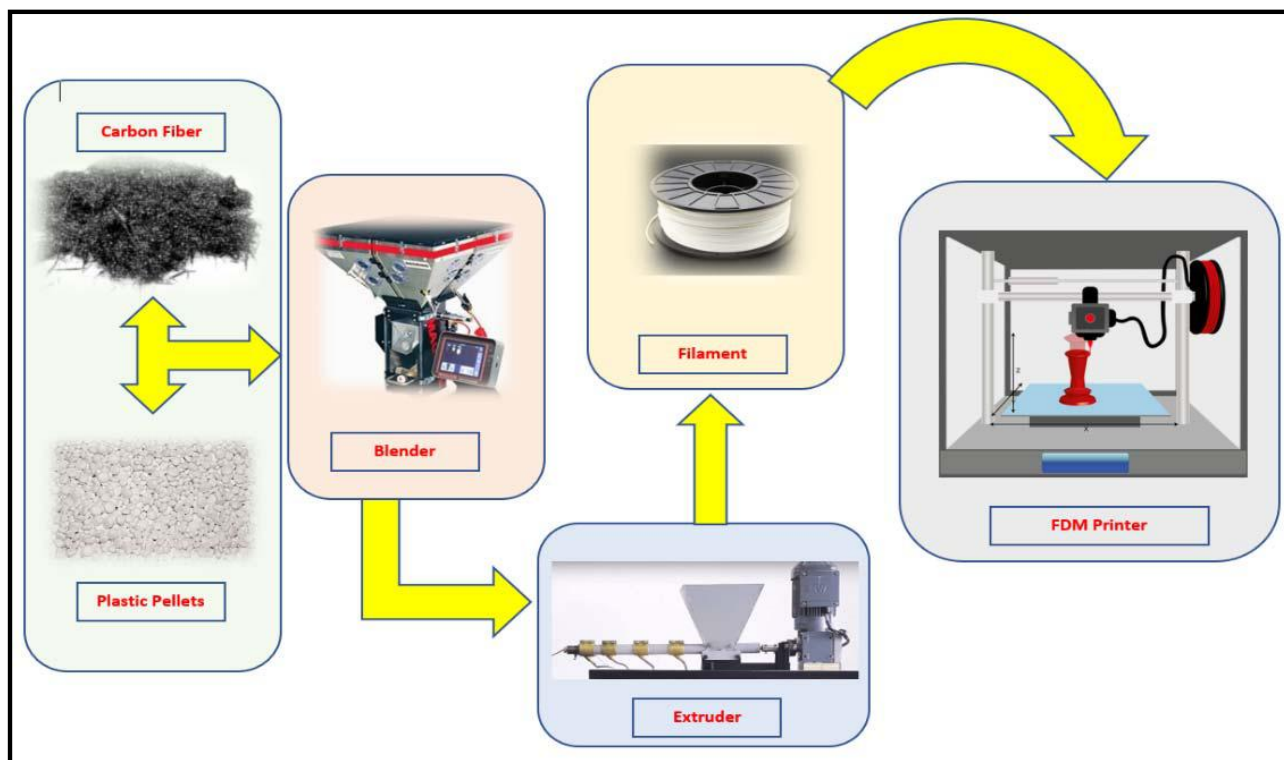 Carbon Fiber
Plastic Pellets
Blender
Extruder
Filament
FDM Printer
Z
X